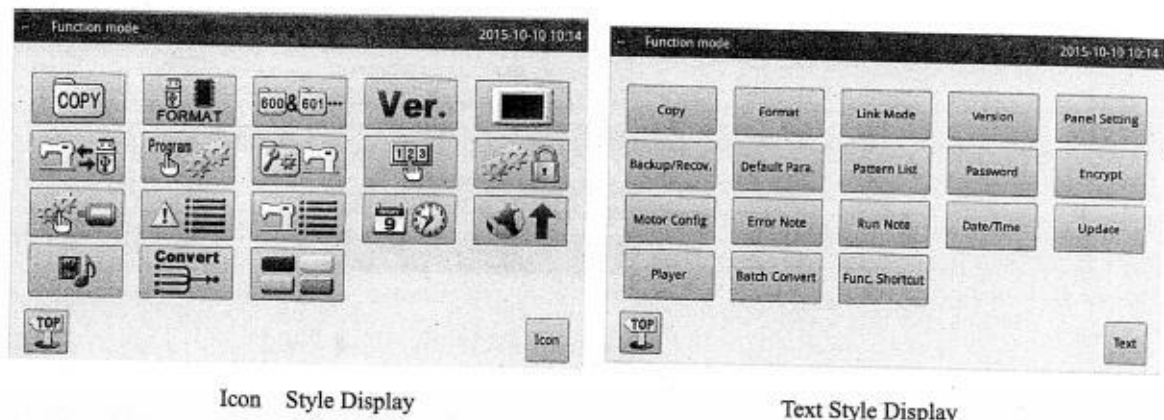 Function mode
2015-10-10 10:14
COPY
FORMAT
600 & 601 ···
Ver.
Program
123
9
Convert
TOP
Icon
Icon Style Display
Function mode
2015-10-10 10:14
Copy
Format
Link Mode
Version
Panel Setting
Backup/Recov.
Default Para.
Pattern List
Password
Encrypt
Motor Config
Error Note
Run Note
Date/Time
Update
Player
Batch Convert
Func. Shortcut
TOP
Text
Text Style Display